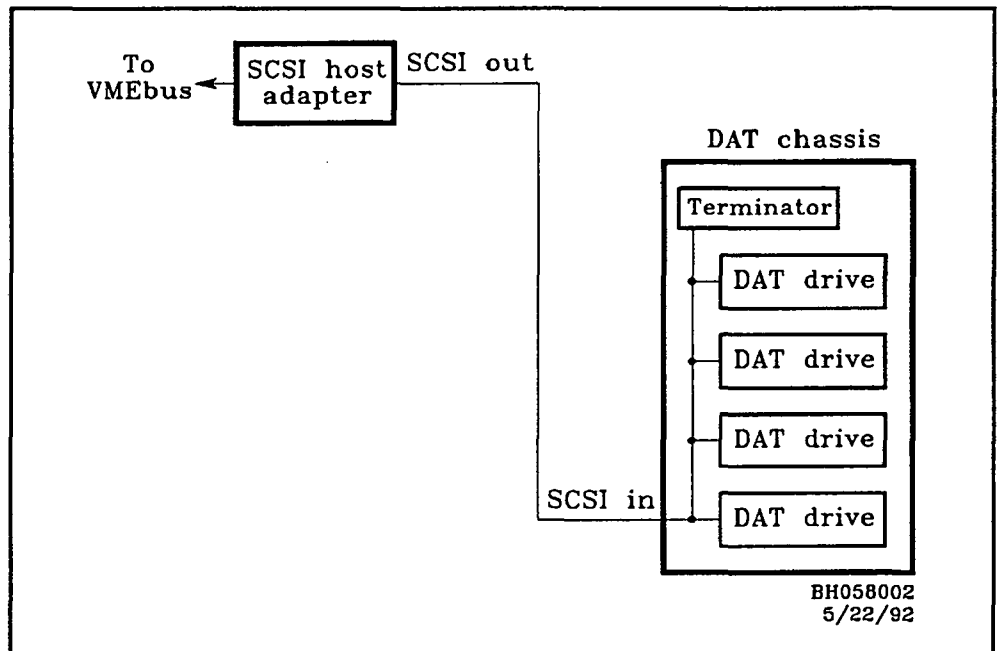 To
VMEbus
SCSI host
adapter
SCSI out
DAT chassis
Terminator
DAT drive
DAT drive
DAT drive
SCSI in
DAT drive
BH058002
5/22/92